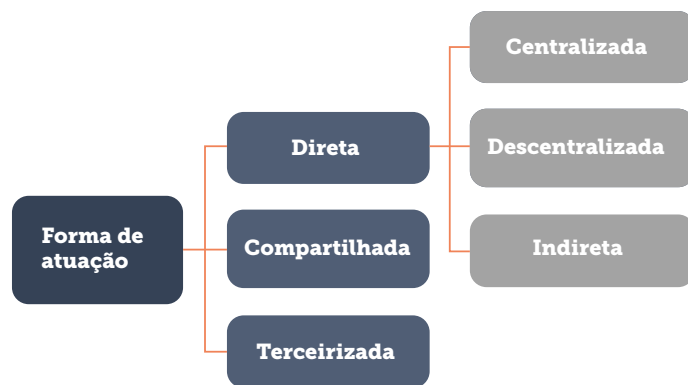 Forma de
atuação
Direta
Compartilhada
Terceirizada
Centralizada
Descentralizada
Indireta